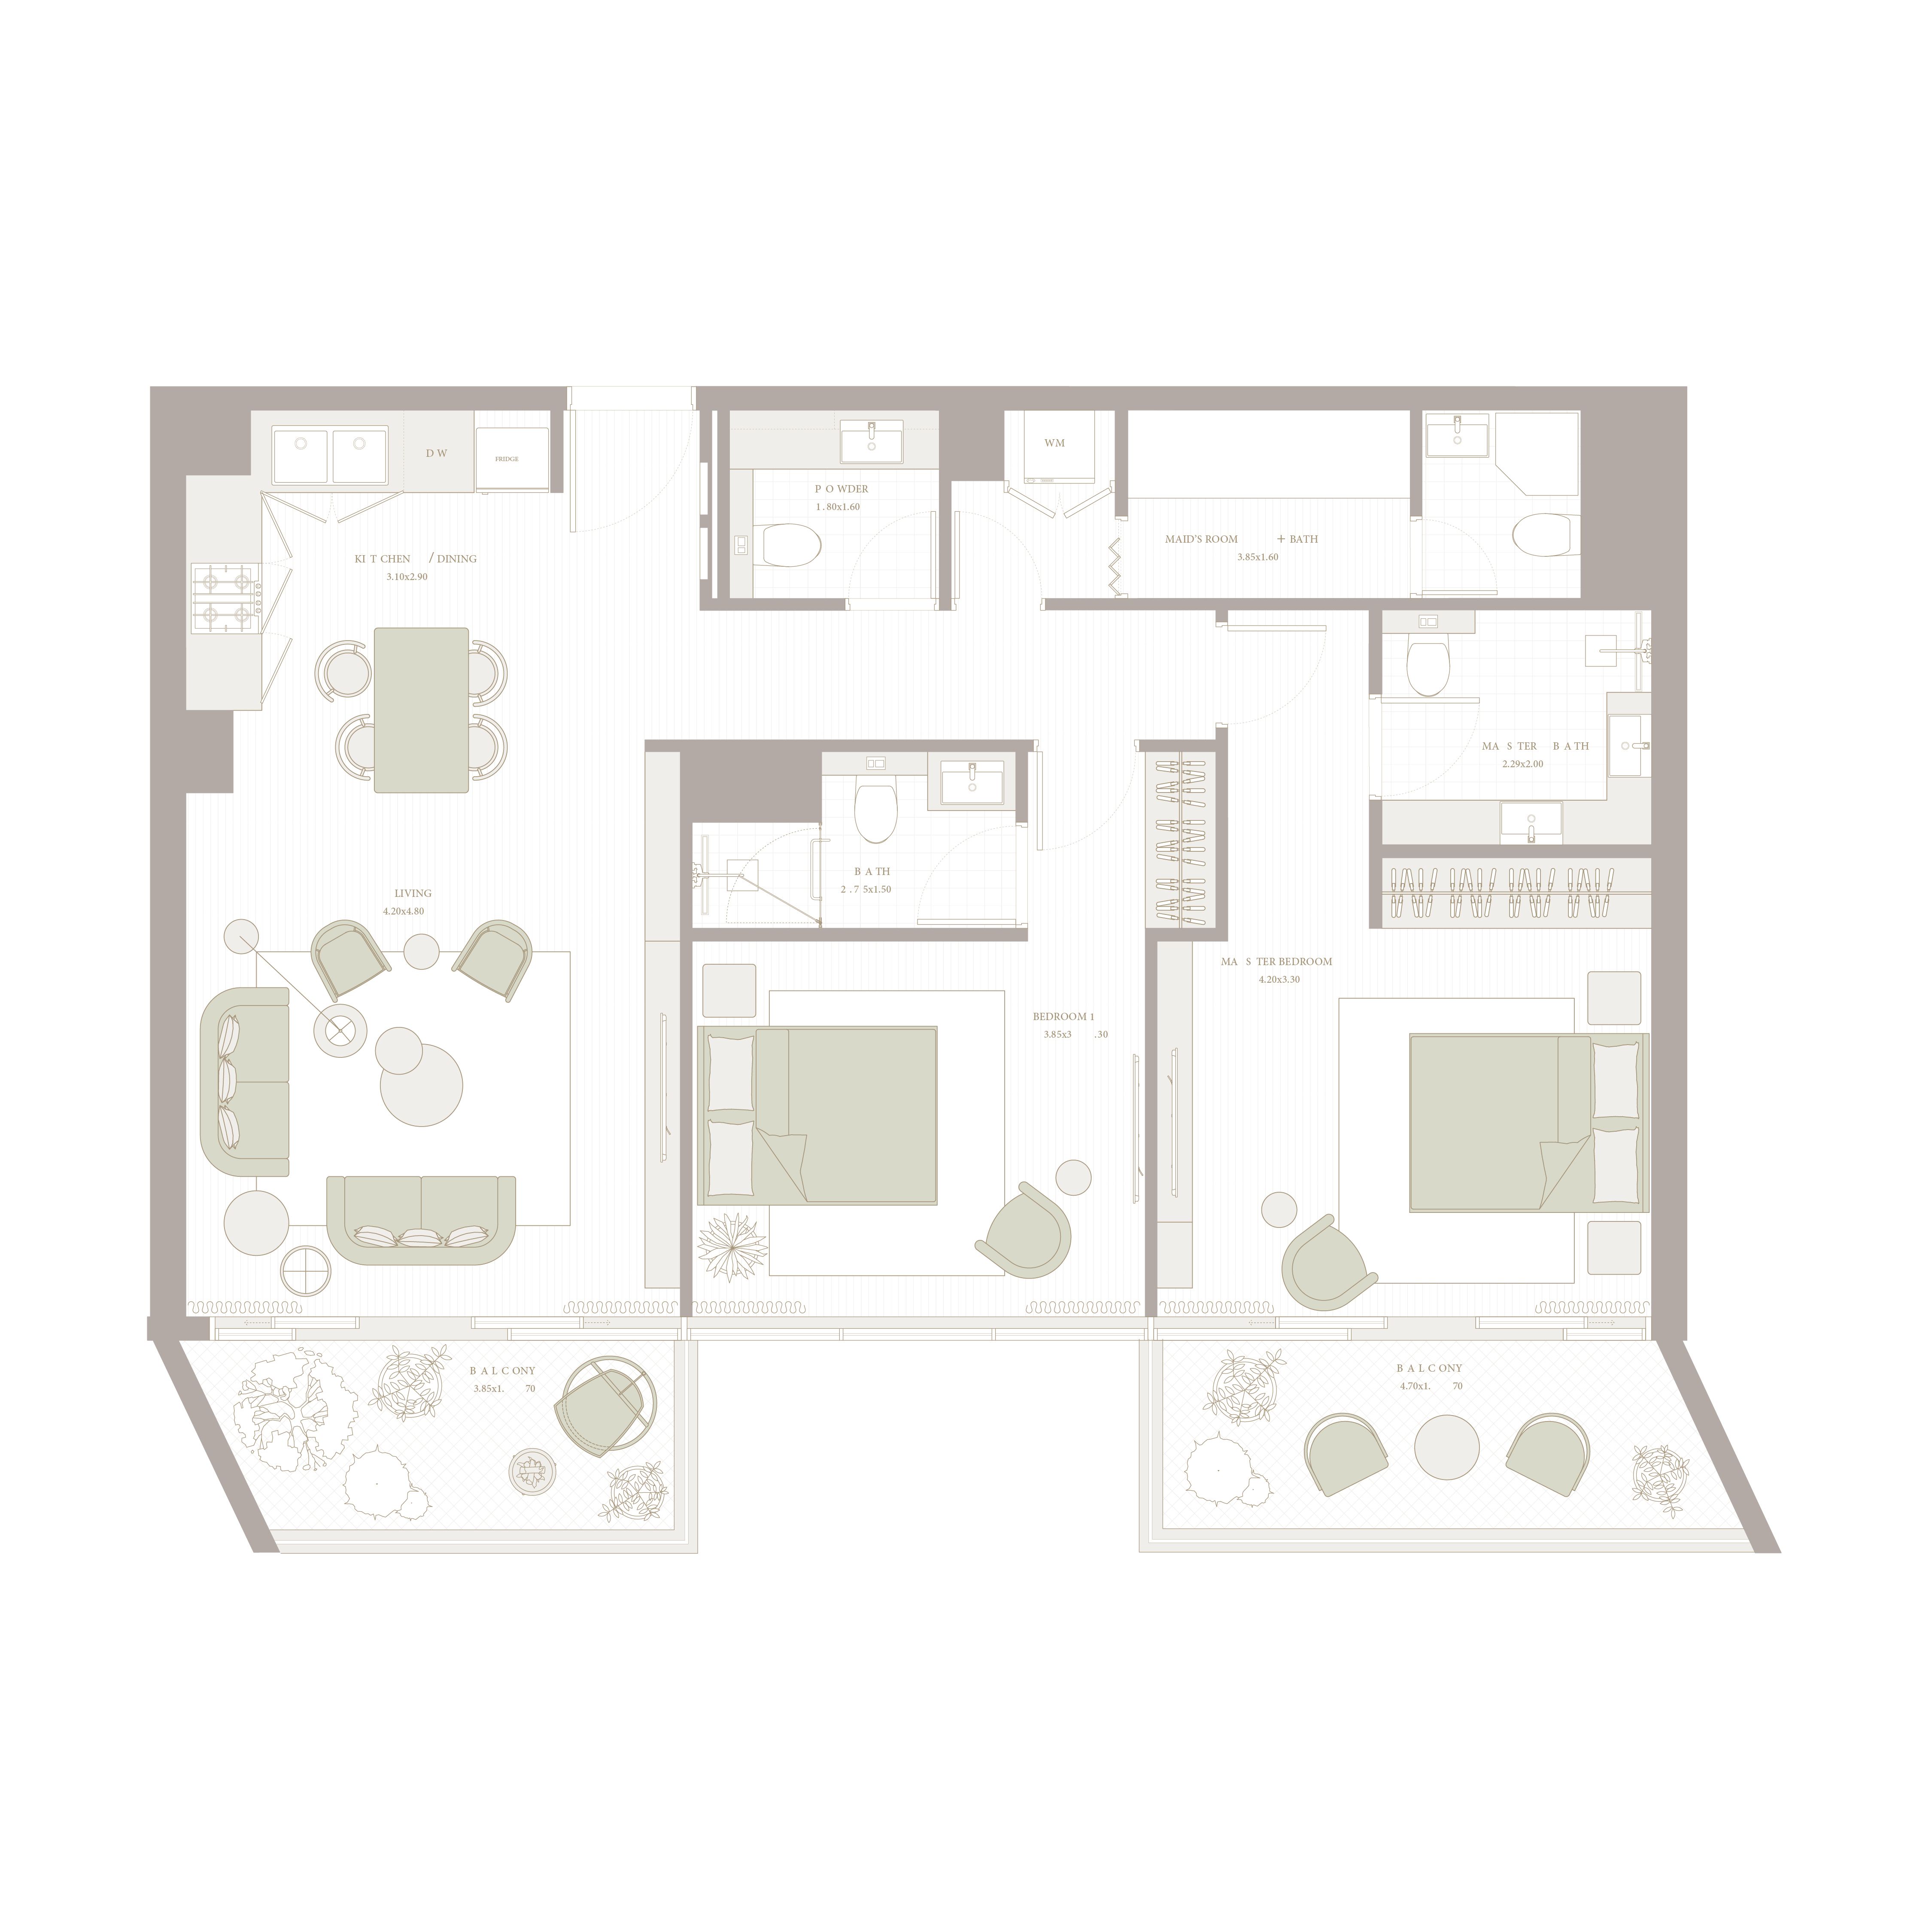 WM
DW
FRIDGE
POWDER
1.80x1.60
MAID'S ROOM + BATH
3.85x1.60
KITCHEN / DINING
3.10x2.90
MASTER BATH
2.29x2.00
BATH
2.75x1.50
LIVING
4.20x4.80
MASTER BEDROOM
4.20x3.30
BEDROOM 1
3.85x3.30
BALCONY
3.85x1.70
BALCONY
4.70x1.70